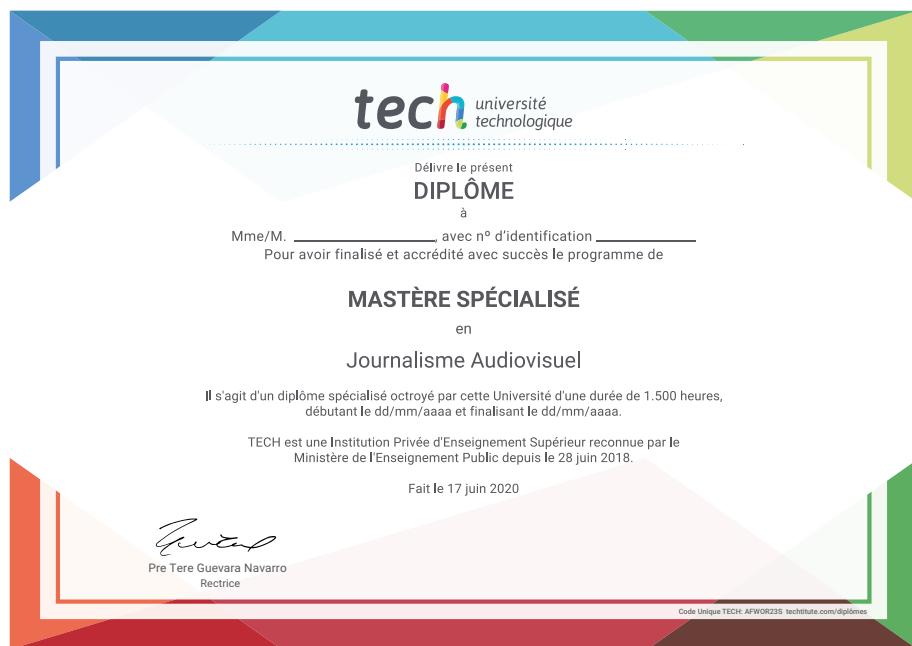 tech université
technologique
Délivre le présent
DIPLÔME
à
Mme/M. ____________, avec nº d'identification ____________
Pour avoir finalisé et accrédité avec succès le programme de
MASTÈRE SPÉCIALISÉ
en
Journalisme Audiovisuel
Il s'agit d'un diplôme spécialisé octroyé par cette Université d'une durée de 1.500 heures,
débutant le dd/mm/aaaa et finalisant le dd/mm/aaaa.
TECH est une Institution Privée d'Enseignement Supérieur reconnue par le
Ministère de l'Enseignement Public depuis le 28 juin 2018.
Fait le 17 juin 2020
Pre Tere Guevara Navarro
Rectrice
Code Unique TECH: AFWOR23S techtitute.com/diplômes